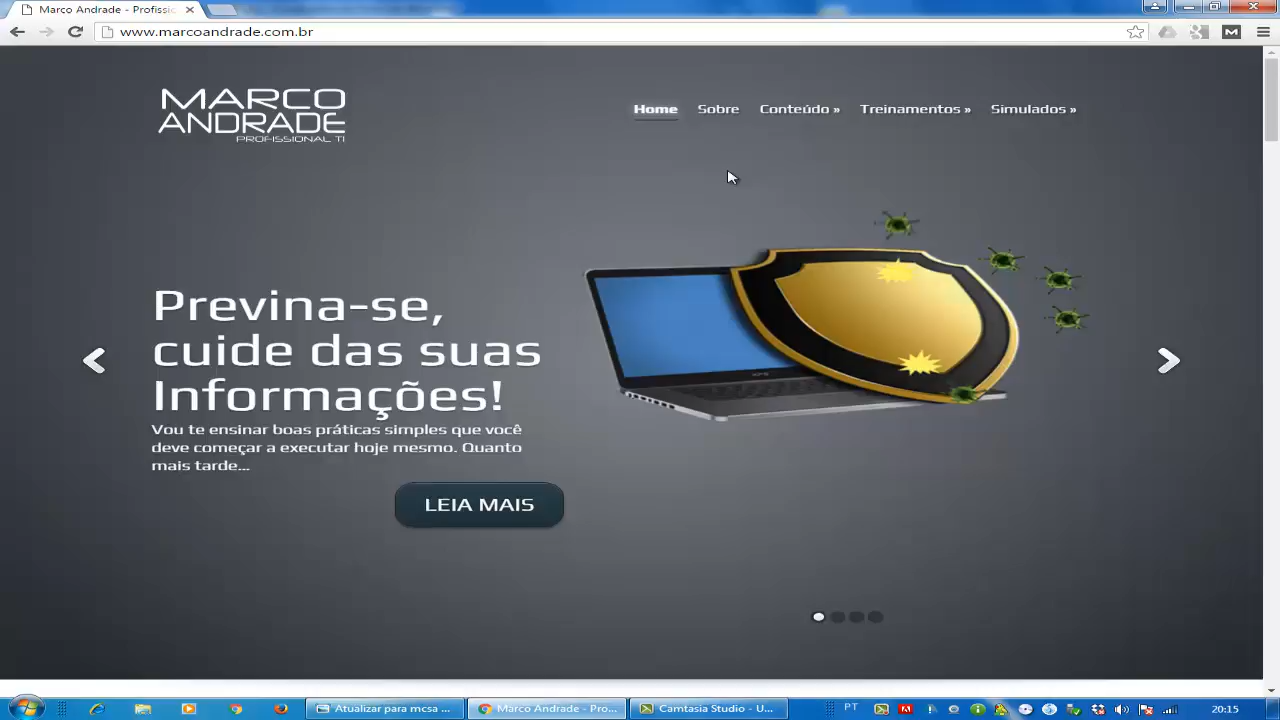 Março Andrade - Profissic
www.marcoandrade.com.br
MARCO
ANDRADE
PROFISSIONAL TI
Home Sobre Conteúdo » Treinamentos » Simulados »
Previna-se,
cuide das suas
Informações!
Vou te ensinar boas práticas simples que você
deve começar a executar hoje mesmo. Quanto
mais tarde...
LEIA MAIS
Atualizar para mcsa ... Marco Andrade - Pro... Camtasia Studio - U... PT 20:15